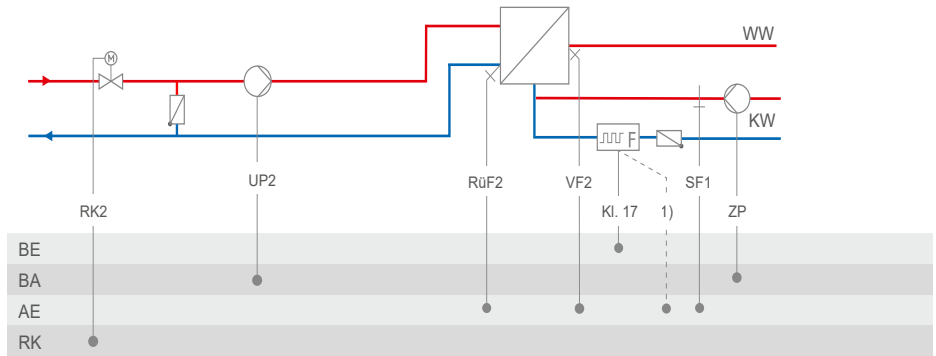 WW
M
KW
F
UP2
RüF2
VF2
SF1
RK2
Kl. 17
1)
ZP
BE
BA
AE
RK